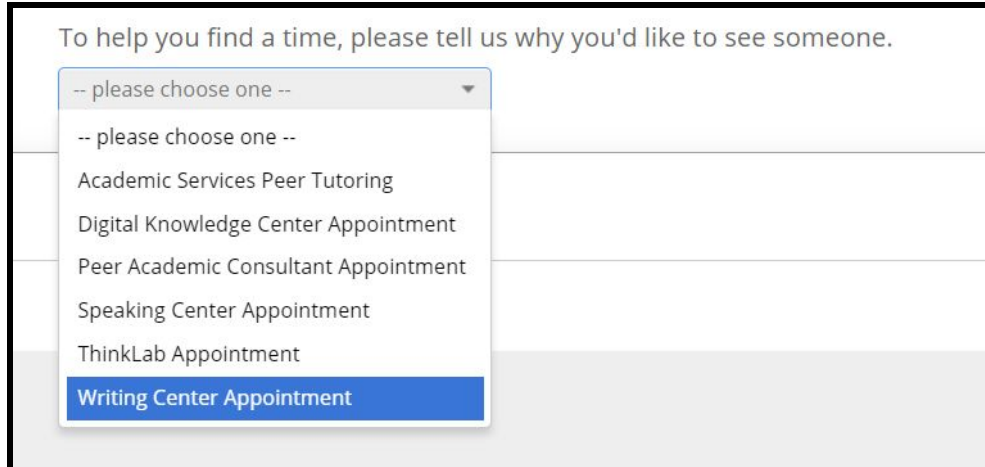 To help you find a time, please tell us why you'd like to see someone.
-- please choose one --
-- please choose one --
Academic Services Peer Tutoring
Digital Knowledge Center Appointment
Peer Academic Consultant Appointment
Speaking Center Appointment
ThinkLab Appointment
Writing Center Appointment